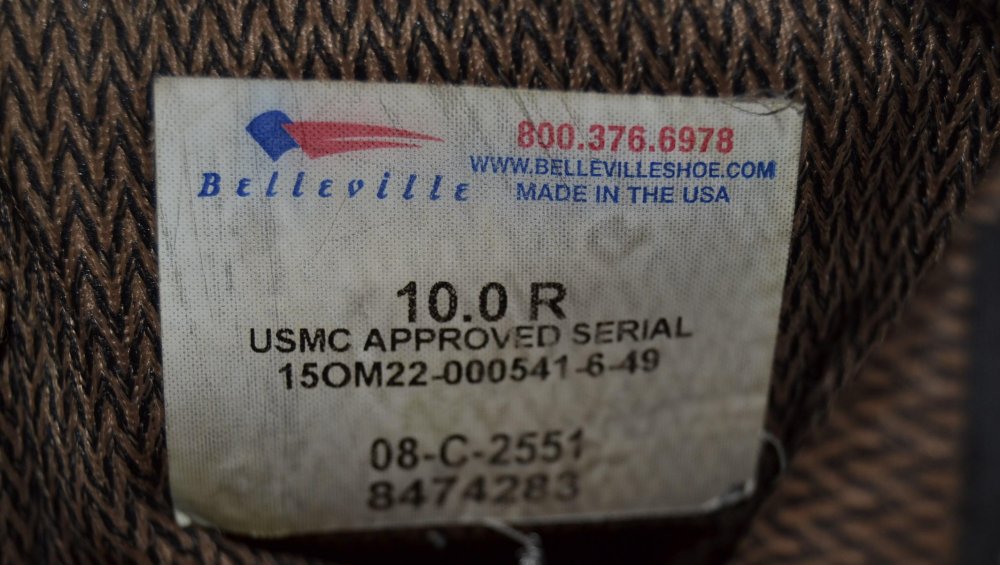 Belleville
800.376.6978
WWW.BELLEVILLESHOE.COM
MADE IN THE USA
10.0 R
USMC APPROVED SERIAL
15OM22-000541-6-49
08-C-2551
8474283